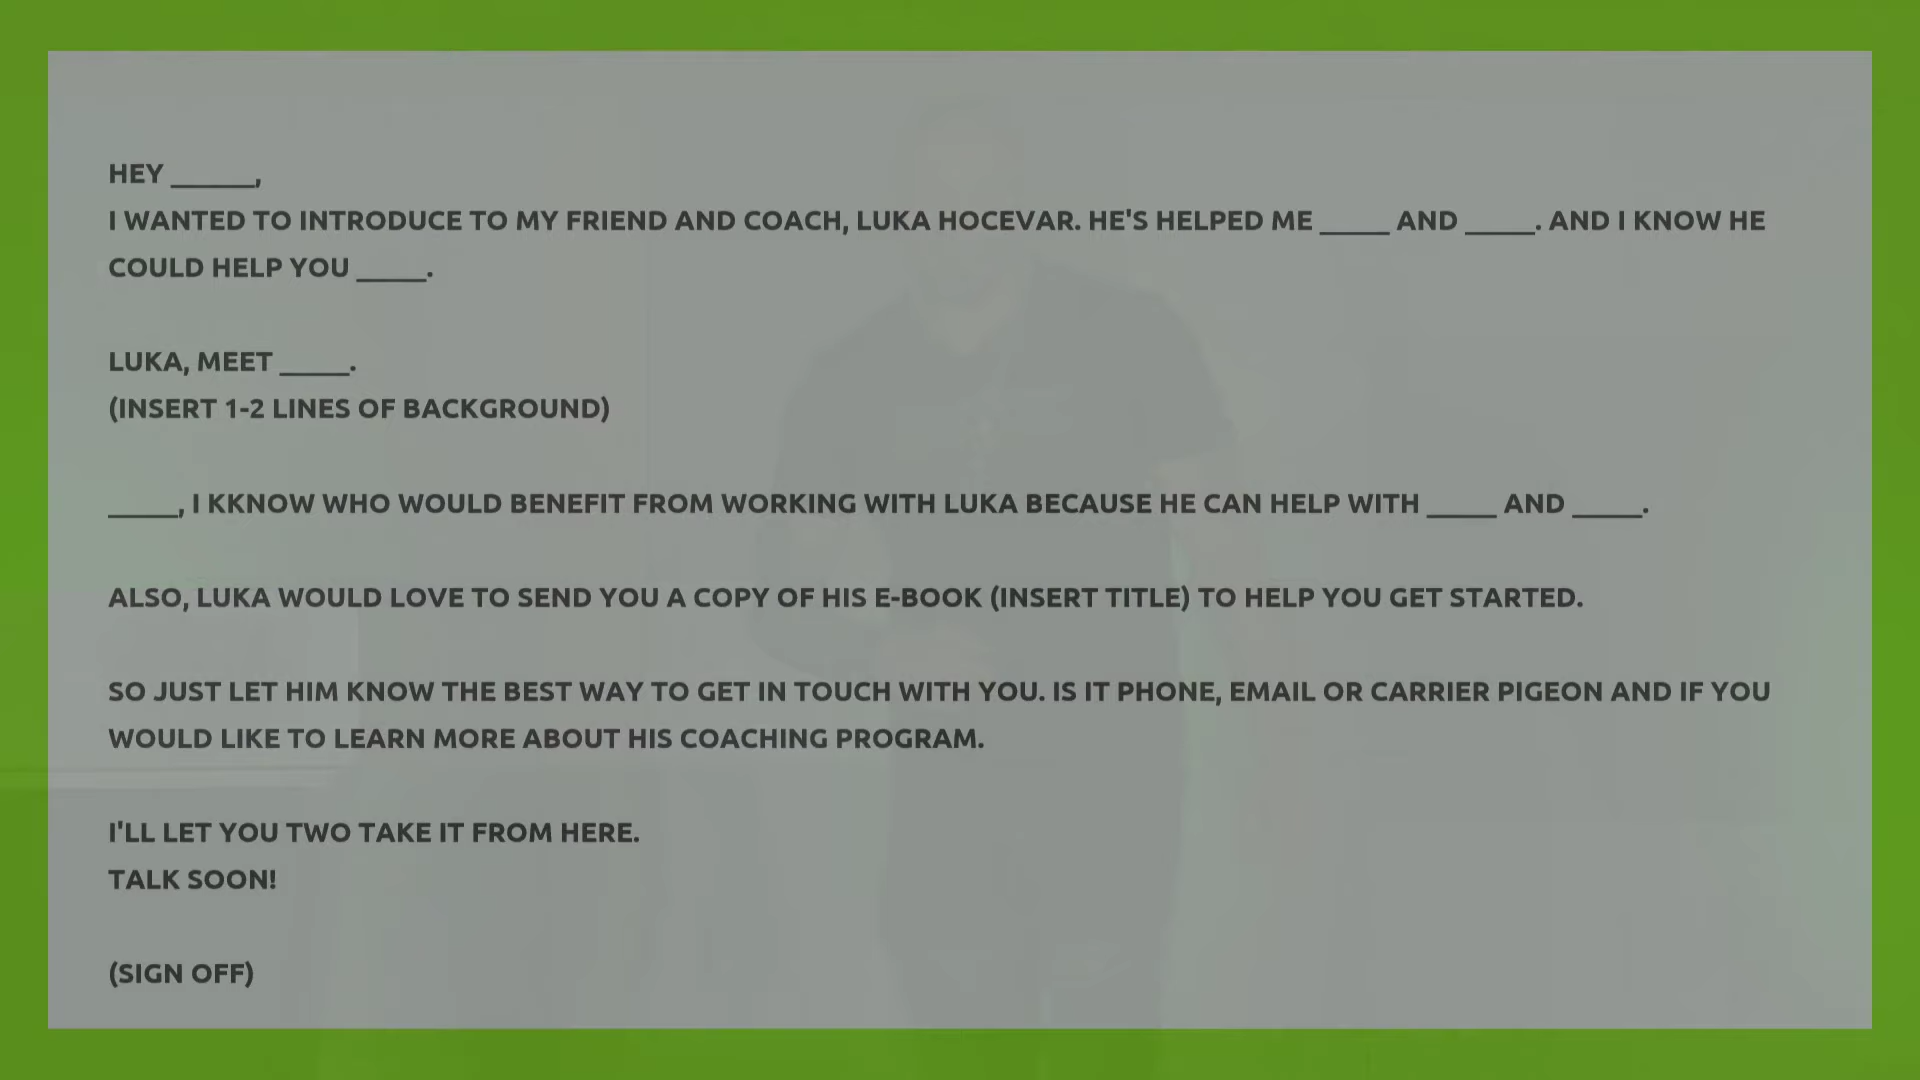 HEY ______,
I WANTED TO INTRODUCE TO MY FRIEND AND COACH, LUKA HOCEVAR. HE'S HELPED ME _____ AND _____. AND I KNOW HE
COULD HELP YOU _____.
LUKA, MEET _____.
(INSERT 1-2 LINES OF BACKGROUND)
_____, I KKNOW WHO WOULD BENEFIT FROM WORKING WITH LUKA BECAUSE HE CAN HELP WITH _____ AND _____.
ALSO, LUKA WOULD LOVE TO SEND YOU A COPY OF HIS E-BOOK (INSERT TITLE) TO HELP YOU GET STARTED.
SO JUST LET HIM KNOW THE BEST WAY TO GET IN TOUCH WITH YOU. IS IT PHONE, EMAIL OR CARRIER PIGEON AND IF YOU
WOULD LIKE TO LEARN MORE ABOUT HIS COACHING PROGRAM.
I'LL LET YOU TWO TAKE IT FROM HERE.
TALK SOON!
(SIGN OFF)